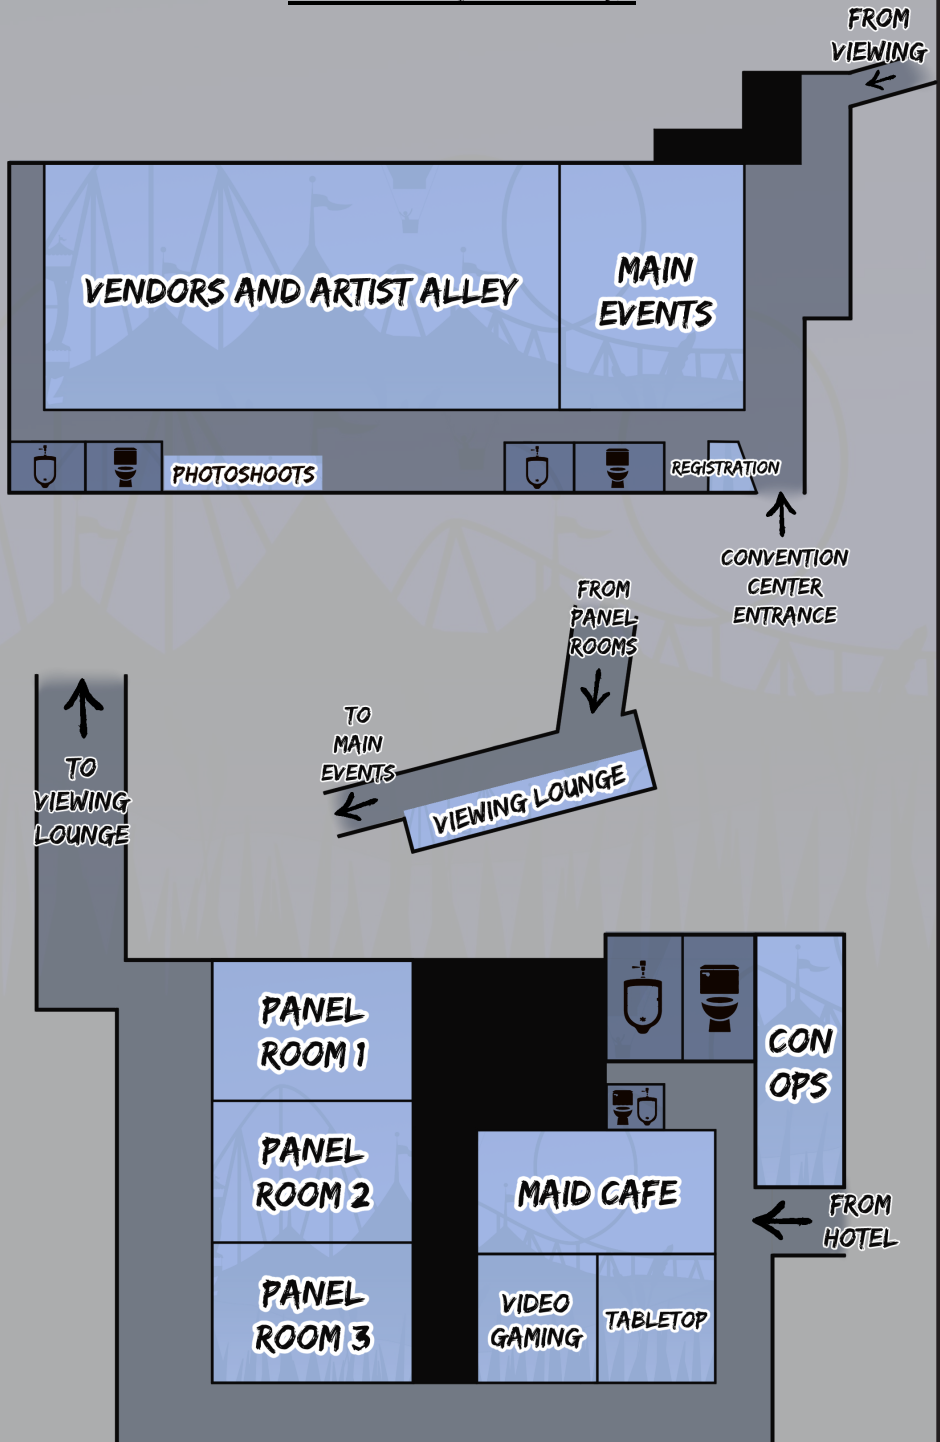 FROM
VIEWING
VENDORS AND ARTIST ALLEY
MAIN
EVENTS
PHOTOSHOOTS
REGISTRATION
CONVENTION
CENTER
ENTRANCE
FROM
PANEL
ROOMS
TO
MAIN
EVENTS
VIEWING LOUNGE
TO
VIEWING
LOUNGE
PANEL
ROOM 1
CON
OPS
PANEL
ROOM 2
MAID CAFE
FROM
HOTEL
PANEL
ROOM 3
VIDEO
GAMING
TABLETOP